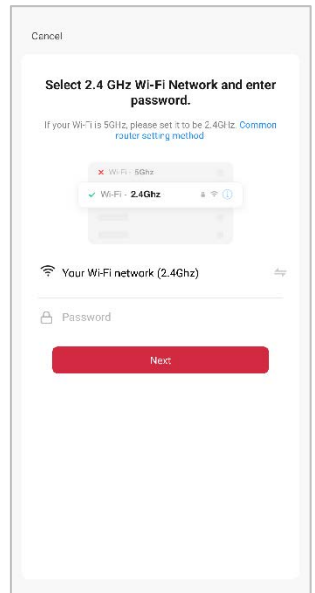 Cancel
Select 2.4 GHz Wi-Fi Network and enter
password.
If your Wi-Fi is 5GHz, please set it to be 2.4GHz. Common
router setting method
Wi-Fi - 5Ghz
Wi-Fi - 2.4Ghz
Your Wi-Fi network (2.4Ghz)
Password
Next